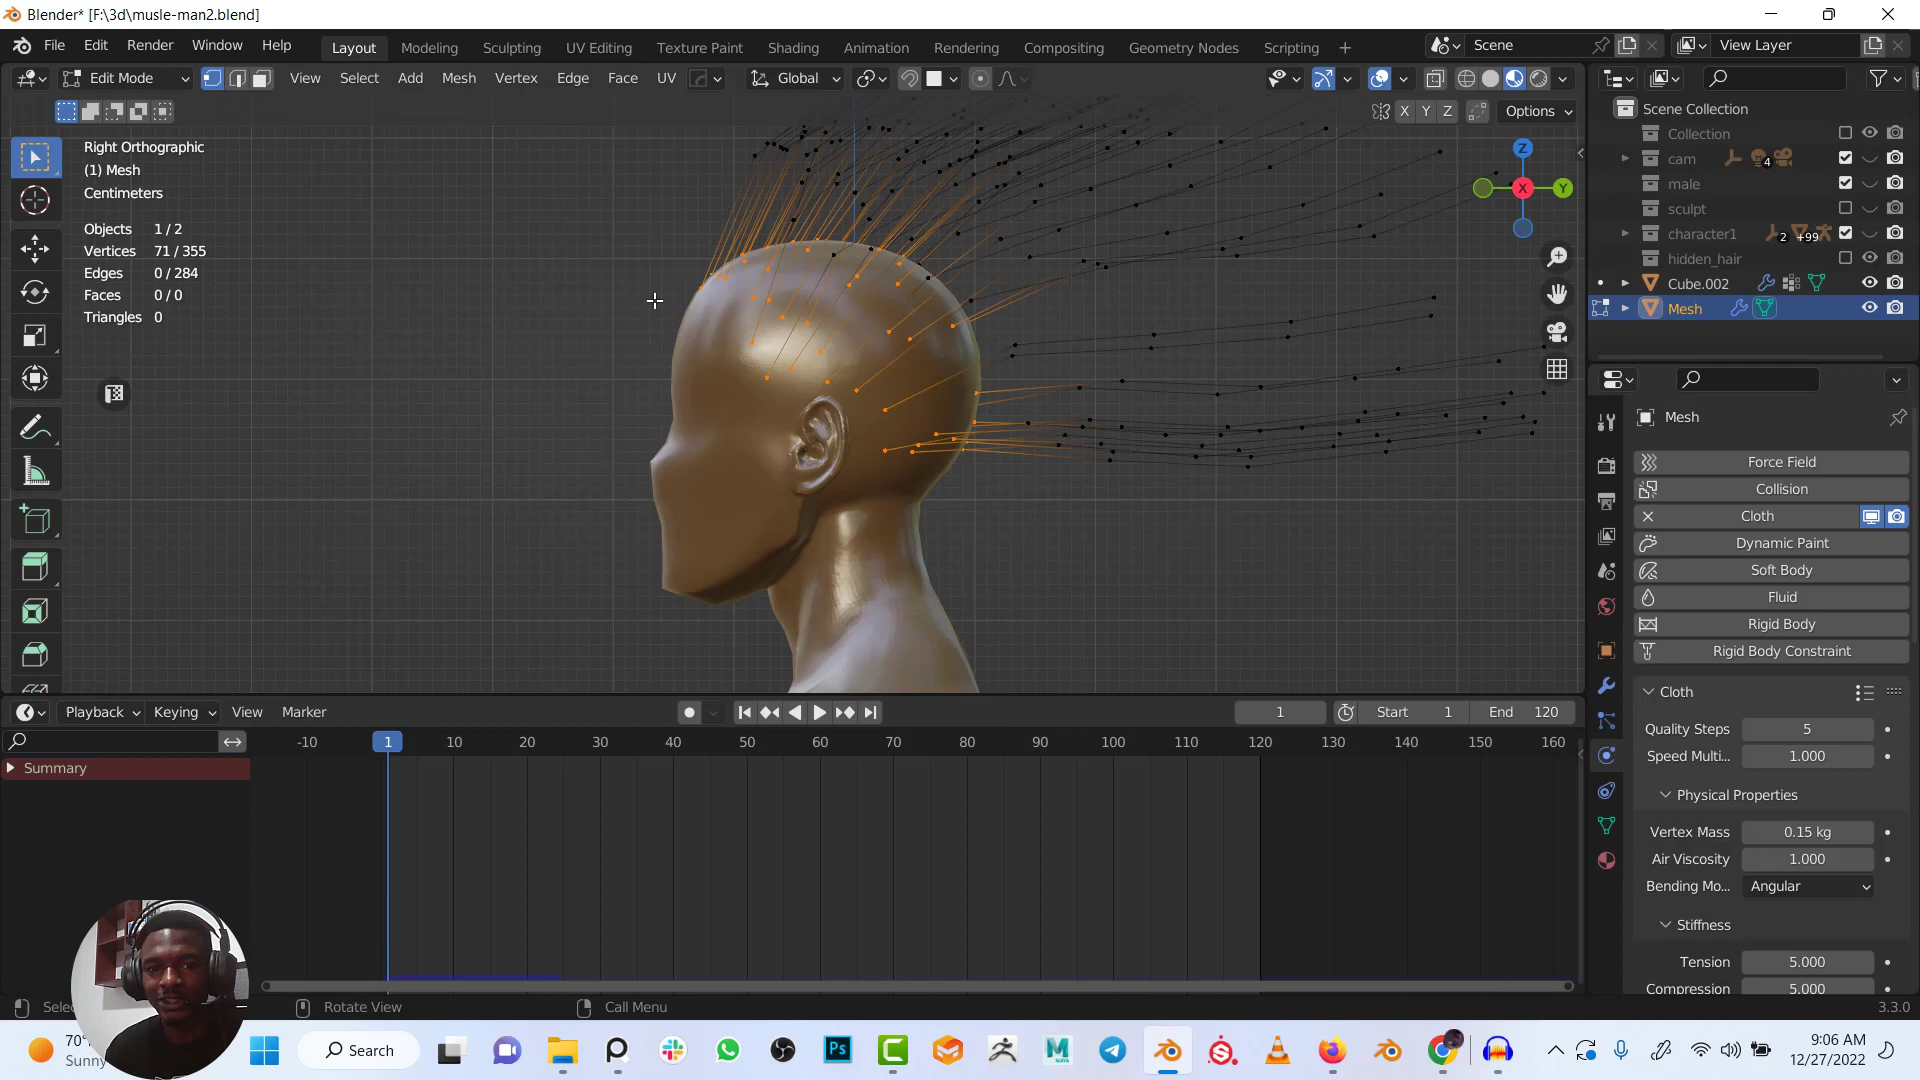 Blender* [F:\3d\musle-man2.blend]
File Edit Render Window Help Layout Modeling Sculpting UV Editing Texture Paint Shading Animation Rendering Compositing Geometry Nodes Scripting + Scene View Layer
Edit Mode View Select Add Mesh Vertex Edge Face UV Global
X Y Z Options
Right Orthographic
(1) Mesh
Centimeters
Objects 1 / 2
Vertices 71 / 355
Edges 0 / 284
Faces 0 / 0
Triangles 0
Z
X
Y
Scene Collection
Collection
cam 4
male
sculpt
character1 2 +99
hidden_hair
Cube.002
Mesh
Mesh
Force Field
Collision
Cloth
Dynamic Paint
Soft Body
Fluid
Rigid Body
Rigid Body Constraint
Cloth
Quality Steps 5
Speed Multi... 1.000
Physical Properties
Vertex Mass 0.15 kg
Air Viscosity 1.000
Bending Mo... Angular
Stiffness
Tension 5.000
Compression 5.000
Playback Keying View Marker 1 Start 1 End 120
-10 1 10 20 30 40 50 60 70 80 90 100 110 120 130 140 150 160
Summary
Rotate View Call Menu 3.3.0
70°
Sunny
Search
Ps
9:06 AM
12/27/2022